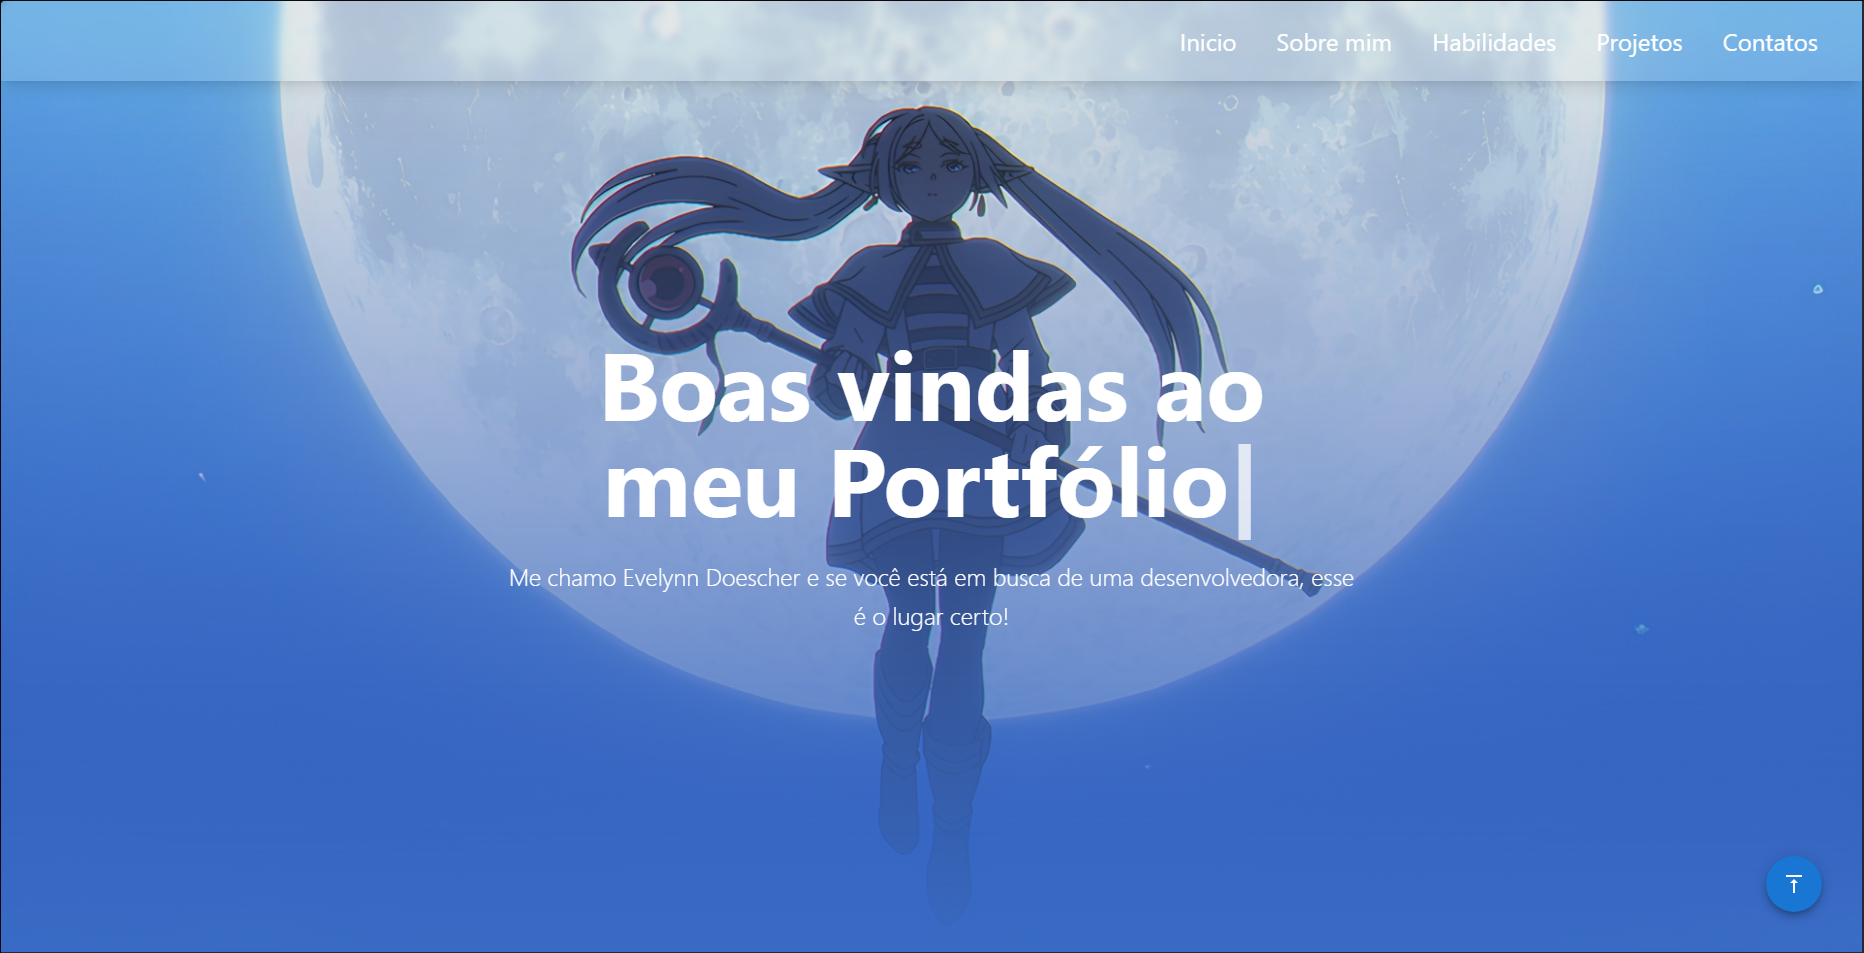 Inicio Sobre mim Habilidades Projetos Contatos
Boas vindas ao
meu Portfólio|
Me chamo Evelynn Doescher e se você está em busca de uma desenvolvedora, esse
é o lugar certo!